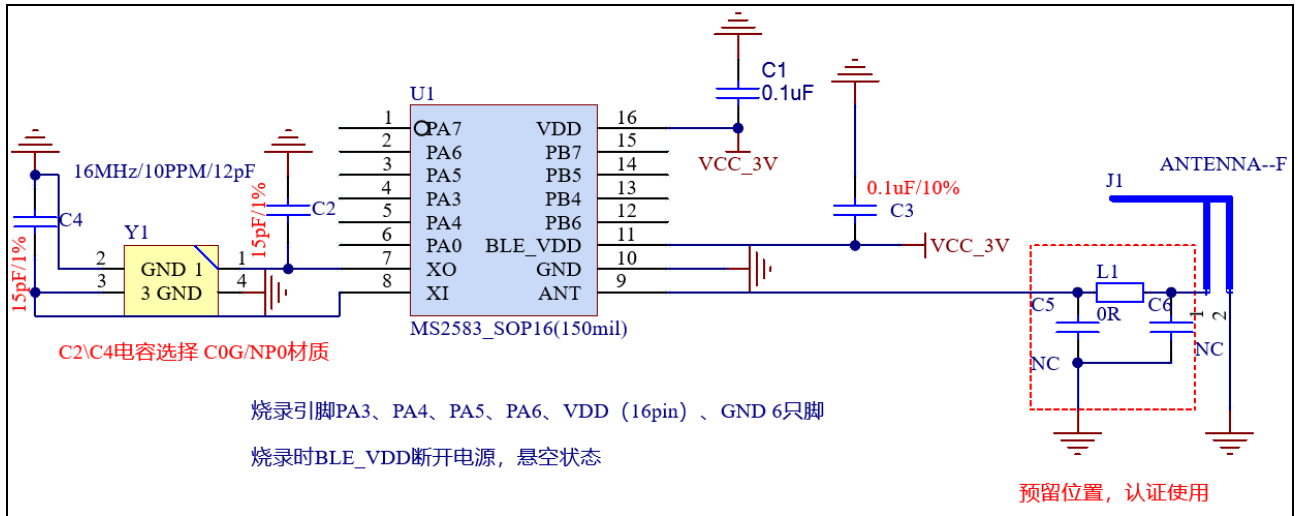 C1
0.1uF
U1
1 PA7 VDD 16
2 PA6 PB7 15
3 PA5 PB5 14
4 PA3 PB4 13
5 PA4 PB6 12
6 PA0 BLE_VDD 11
7 XO GND 10
8 XI ANT 9
MS2583_SOP16(150mil)
VCC_3V
0.1uF/10%
C3
VCC_3V
ANTENNA--F
J1
16MHz/10PPM/12pF
C4
15pF/1%
15pF/1%
C2
Y1
2 GND 1 1
3 3 GND 4
L1
0R
C5
NC
C6
NC
1
2
C2\C4电容选择 C0G/NP0材质
烧录引脚PA3、PA4、PA5、PA6、VDD（16pin）、GND 6只脚
烧录时BLE_VDD断开电源，悬空状态
预留位置，认证使用